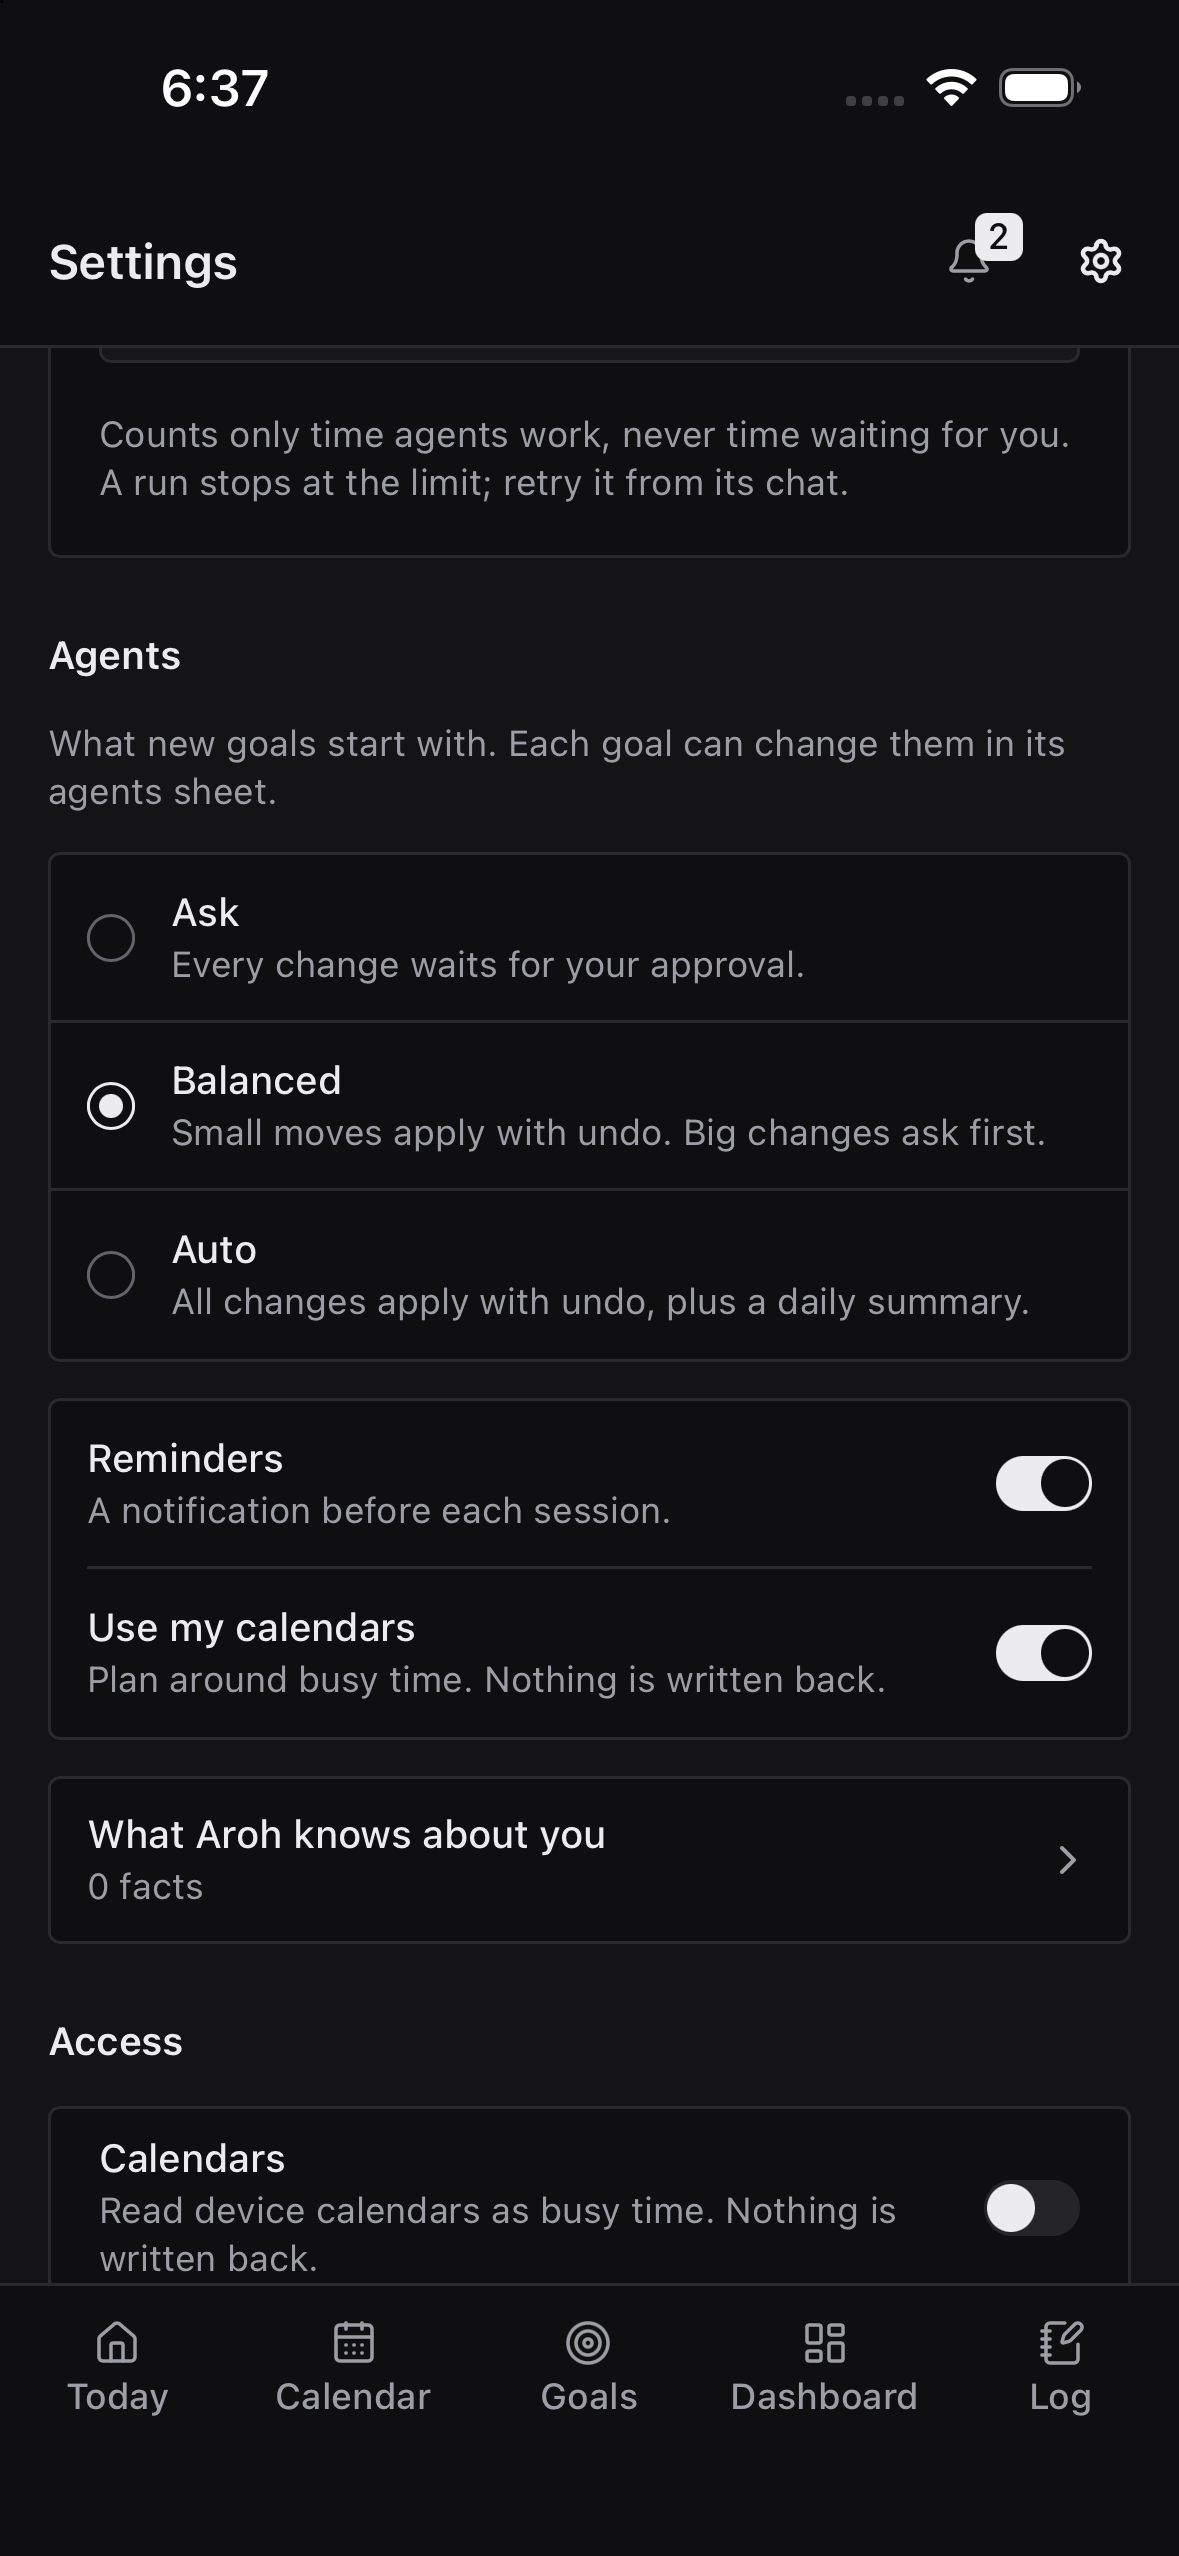 6:37
Settings
2
Counts only time agents work, never time waiting for you.
A run stops at the limit; retry it from its chat.
Agents
What new goals start with. Each goal can change them in its
agents sheet.
Ask
Every change waits for your approval.
Balanced
Small moves apply with undo. Big changes ask first.
Auto
All changes apply with undo, plus a daily summary.
Reminders
A notification before each session.
Use my calendars
Plan around busy time. Nothing is written back.
What Aroh knows about you
0 facts
Access
Calendars
Read device calendars as busy time. Nothing is
written back.
Today
Calendar
Goals
Dashboard
Log